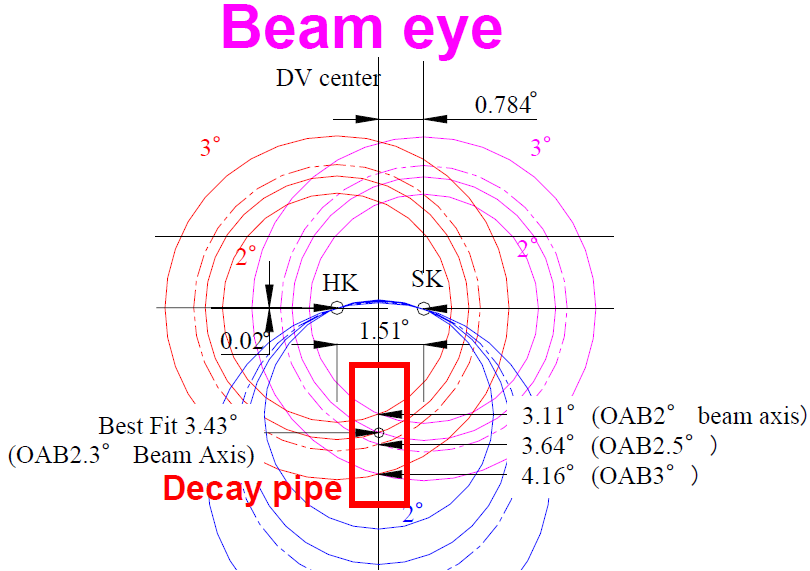 Beam eye
DV center
0.784°
3°
3°
2°
2°
HK
SK
0.02°
1.51°
Best Fit 3.43°
(OAB2.3° Beam Axis)
3.11° (OAB2° beam axis)
3.64° (OAB2.5°)
4.16° (OAB3°)
Decay pipe
2°